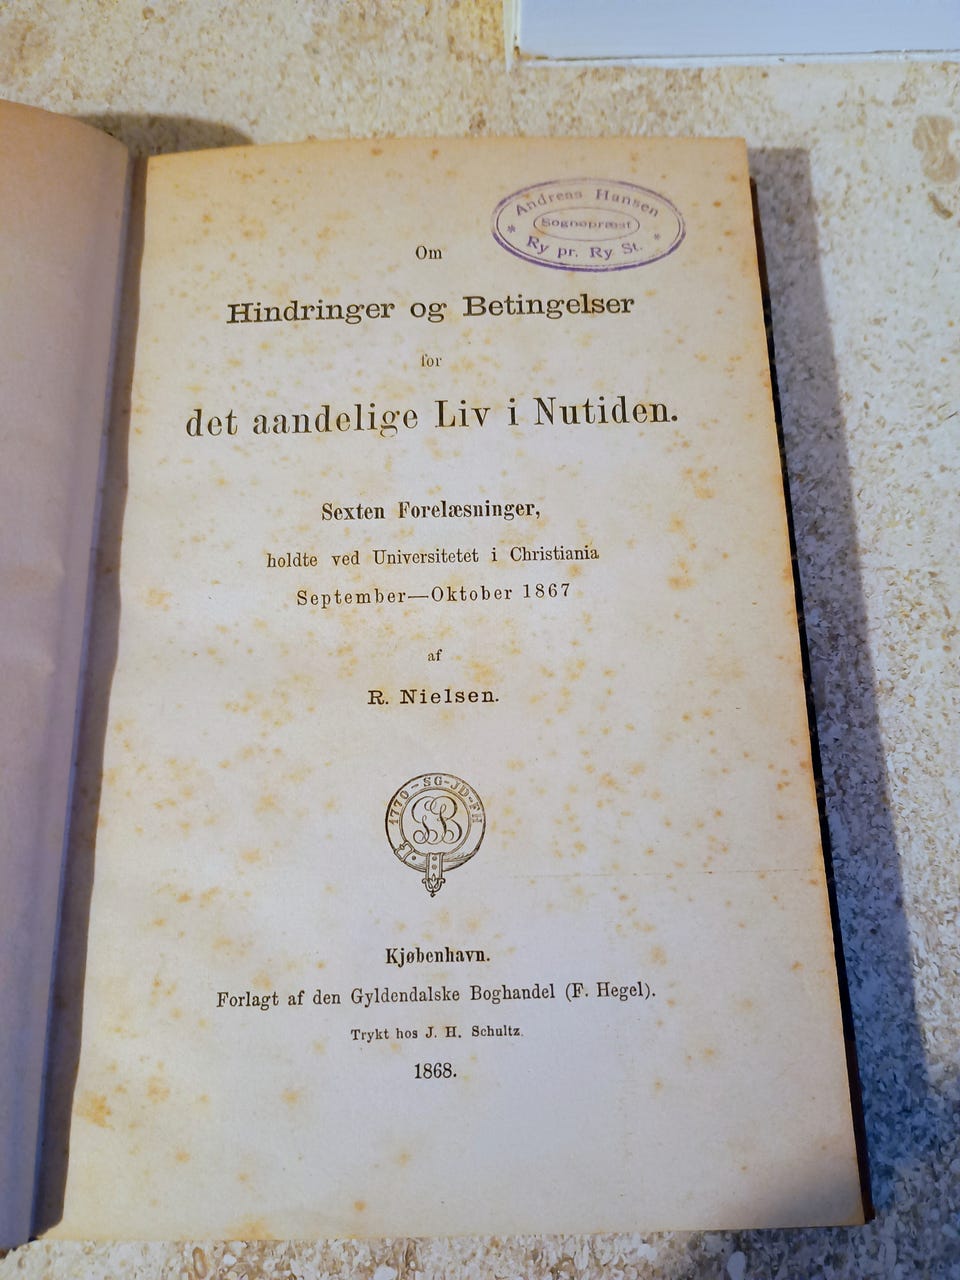 Andreas Hansen
Sognepræst
* Ry pr. Ry St. *
Om
Hindringer og Betingelser
for
det aandelige Liv i Nutiden.
Sexten Forelæsninger,
holdte ved Universitetet i Christiania
September—Oktober 1867
af
R. Nielsen.
1770-SG-JD-FH
GB
Kjøbenhavn.
Forlagt af den Gyldendalske Boghandel (F. Hegel).
Trykt hos J. H. Schultz.
1868.